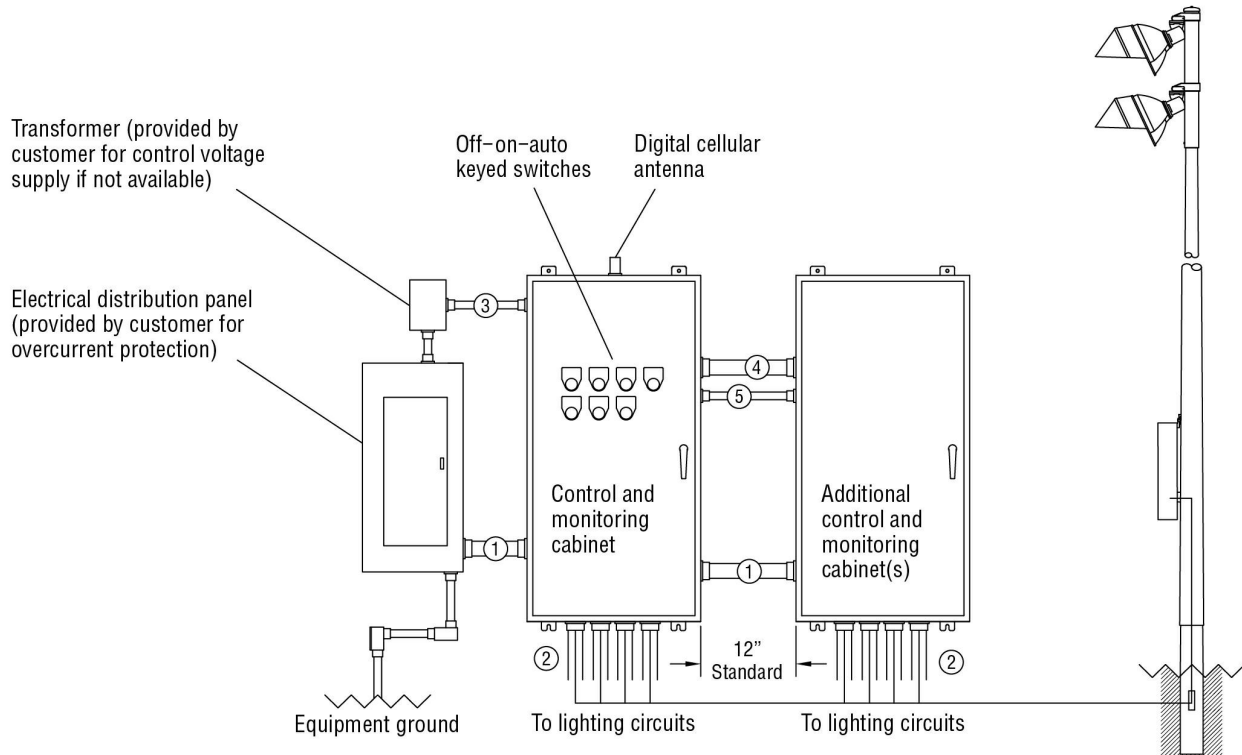 Transformer (provided by
customer for control voltage
supply if not available)
Off-on-auto
keyed switches
Digital cellular
antenna
Electrical distribution panel
(provided by customer for
overcurrent protection)
3
4
5
Control and
monitoring
cabinet
Additional
control and
monitoring
cabinet(s)
1
1
2
12”
Standard
2
Equipment ground
To lighting circuits
To lighting circuits